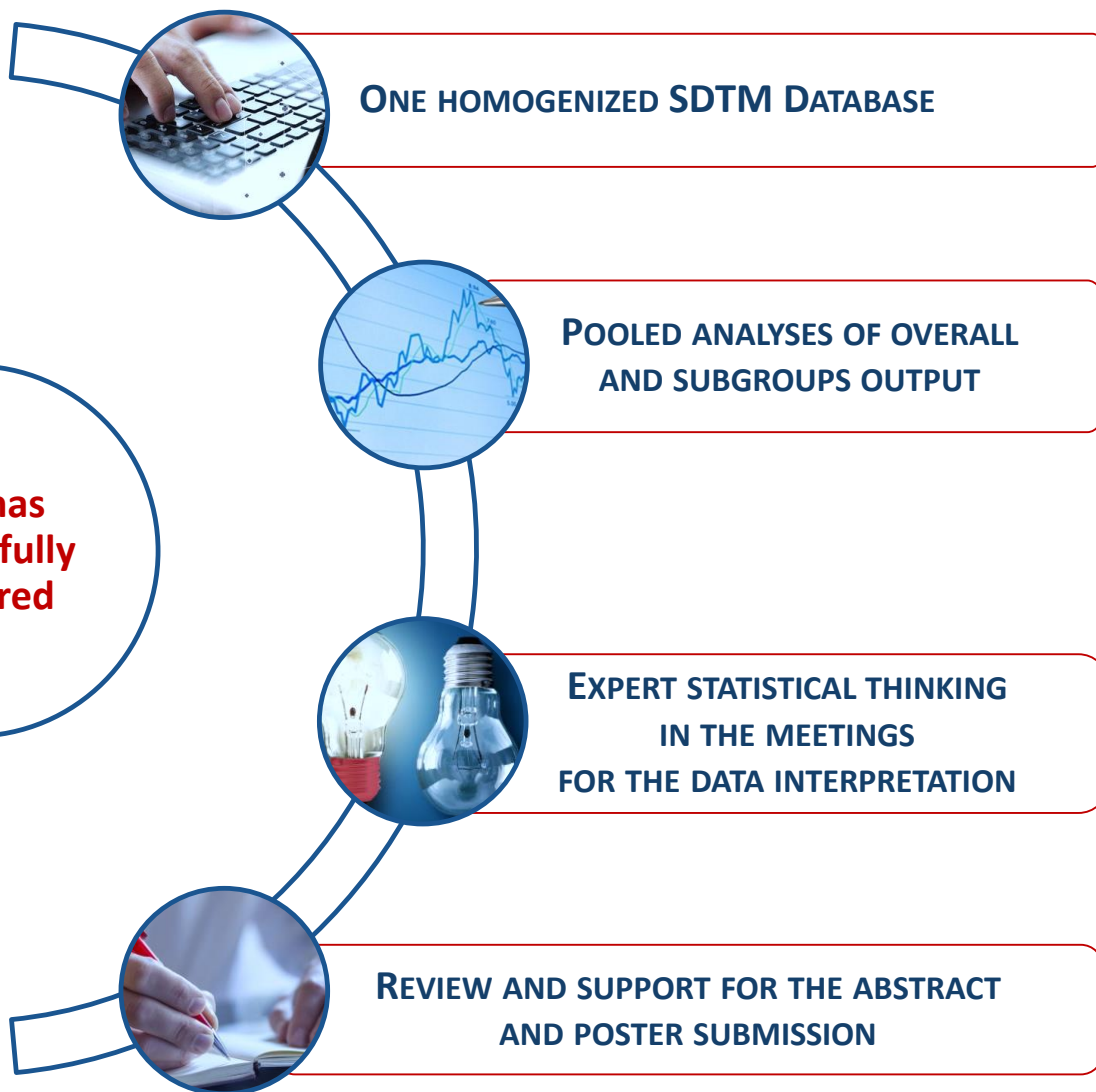 ONE HOMOGENIZED SDTM DATABASE
POOLED ANALYSES OF OVERALL
AND SUBGROUPS OUTPUT
has
fully
red
EXPERT STATISTICAL THINKING
IN THE MEETINGS
FOR THE DATA INTERPRETATION
REVIEW AND SUPPORT FOR THE ABSTRACT
AND POSTER SUBMISSION